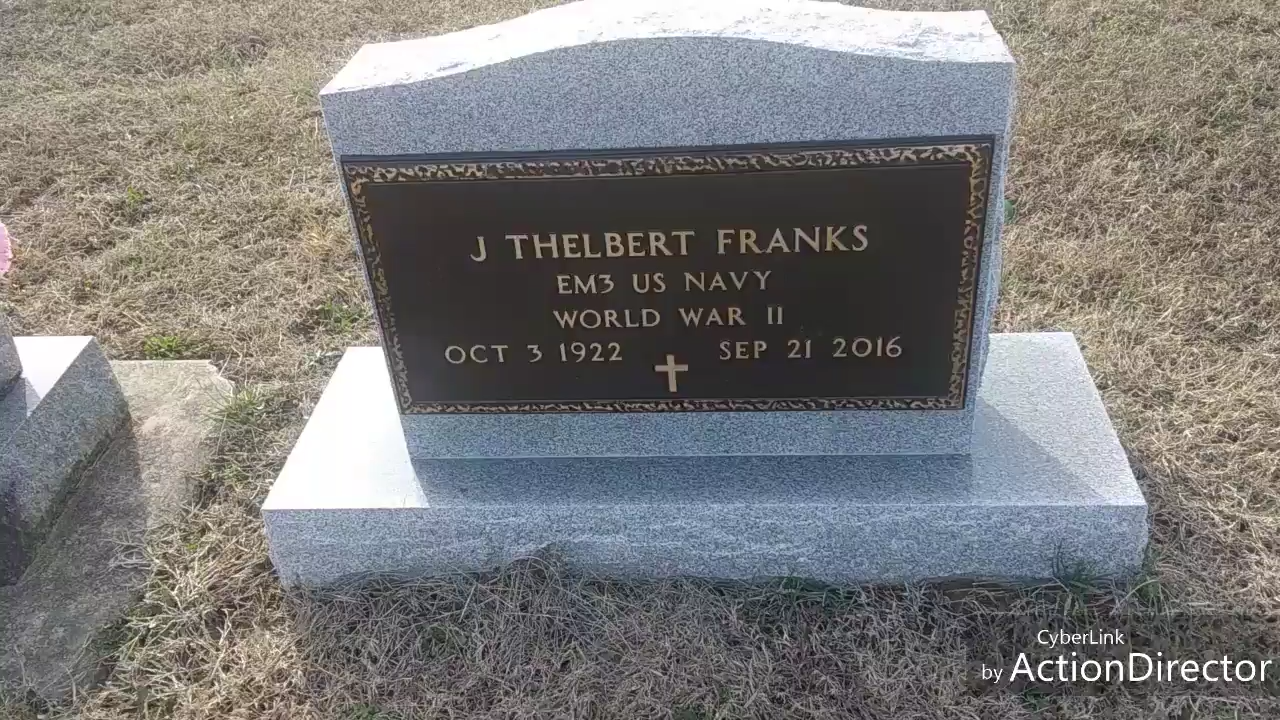 J THELBERT FRANKS
EM3 US NAVY
WORLD WAR II
OCT 3 1922 SEP 21 2016
CyberLink
by ActionDirector